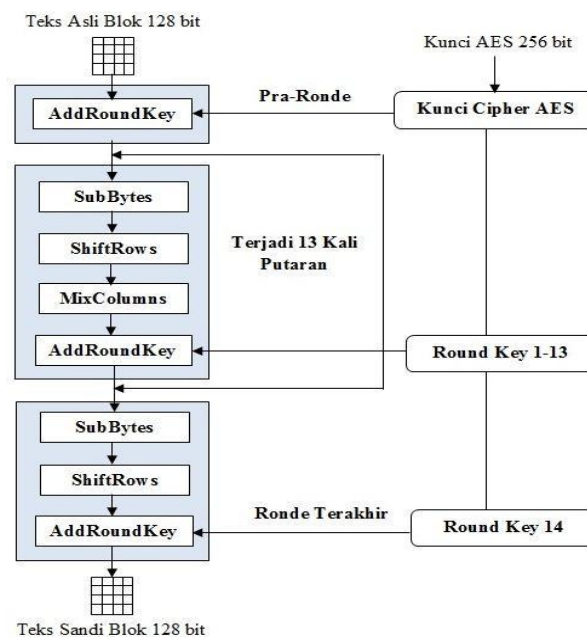 Teks Asli Blok 128 bit
Kunci AES 256 bit
AddRoundKey
Pra-Ronde
Kunci Cipher AES
SubBytes
ShiftRows
MixColumns
AddRoundKey
Terjadi 13 Kali
Putaran
Round Key 1-13
SubBytes
ShiftRows
AddRoundKey
Ronde Terakhir
Round Key 14
Teks Sandi Blok 128 bit